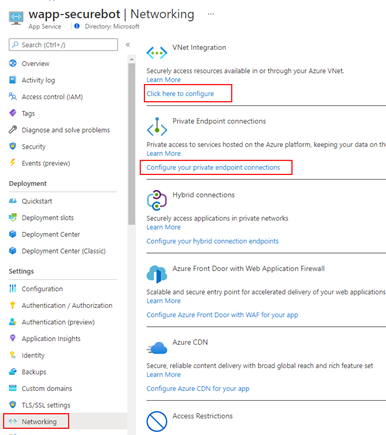 wapp-securebot | Networking ...
App Service Directory: Microsoft
Search (Ctrl+/) «
Overview
Activity log
Access control (IAM)
Tags
Diagnose and solve problems
Security
Events (preview)
Deployment
Quickstart
Deployment slots
Deployment Center
Deployment Center (Classic)
Settings
Configuration
Authentication / Authorization
Authentication (preview)
Application Insights
Identity
Backups
Custom domains
TLS/SSL settings
Networking
VNet Integration
Securely access resources available in or through your Azure VNet.
Learn More
Click here to configure
Private Endpoint connections
Private access to services hosted on the Azure platform, keeping your data on th
Learn More
Configure your private endpoint connections
Hybrid connections
Securely access applications in private networks
Learn More
Configure your hybrid connection endpoints
Azure Front Door with Web Application Firewall
Scalable and secure entry point for accelerated delivery of your web applications
Learn More
Configure Azure Front Door with WAF for your app
Azure CDN
Secure, reliable content delivery with broad global reach and rich feature set
Learn More
Configure Azure CDN for your app
Access Restrictions